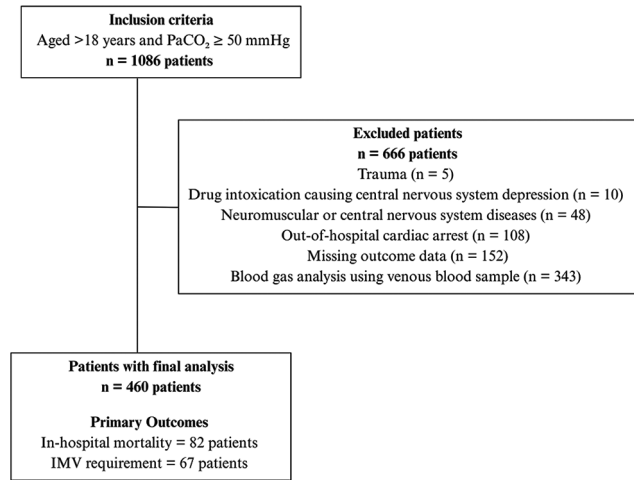 Inclusion criteria
Aged >18 years and PaCO₂ ≥ 50 mmHg
n = 1086 patients
Excluded patients
n = 666 patients
Trauma (n = 5)
Drug intoxication causing central nervous system depression (n = 10)
Neuromuscular or central nervous system diseases (n = 48)
Out-of-hospital cardiac arrest (n = 108)
Missing outcome data (n = 152)
Blood gas analysis using venous blood sample (n = 343)
Patients with final analysis
n = 460 patients
Primary Outcomes
In-hospital mortality = 82 patients
IMV requirement = 67 patients